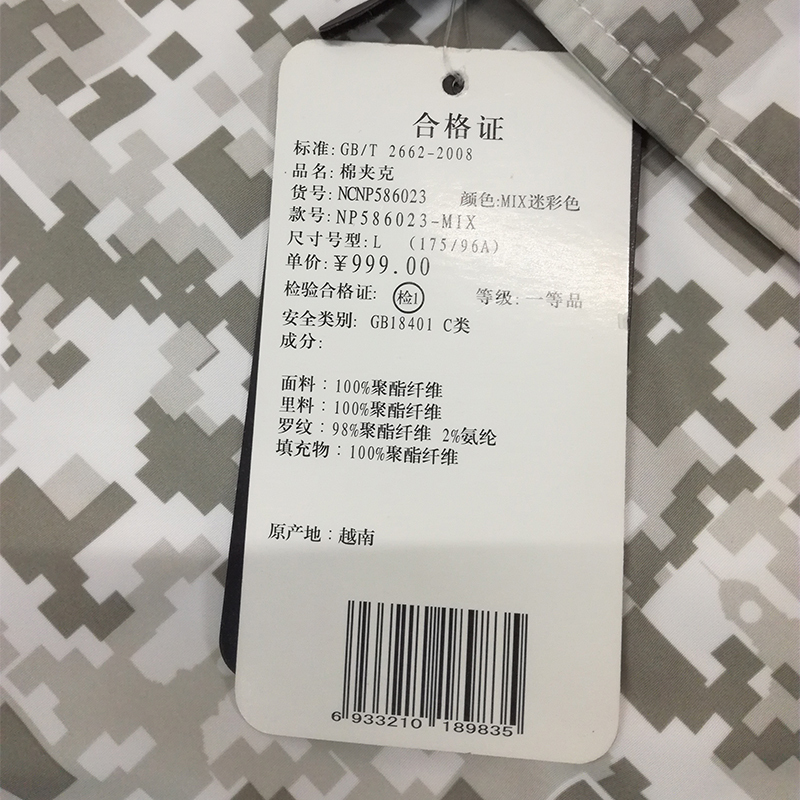 合格证
标准: GB/T 2662-2008
品名: 棉夹克
货号: NCNP586023 颜色:MIX迷彩色
款号: NP586023-MIX
尺寸号型: L (175/96A)
单价: ¥999.00
检验合格证: 检1 等级: 一等品
安全类别: GB18401 C类
成分:
面料: 100%聚酯纤维
里料: 100%聚酯纤维
罗纹: 98%聚酯纤维 2%氨纶
填充物: 100%聚酯纤维
原产地: 越南
6 933210 189835